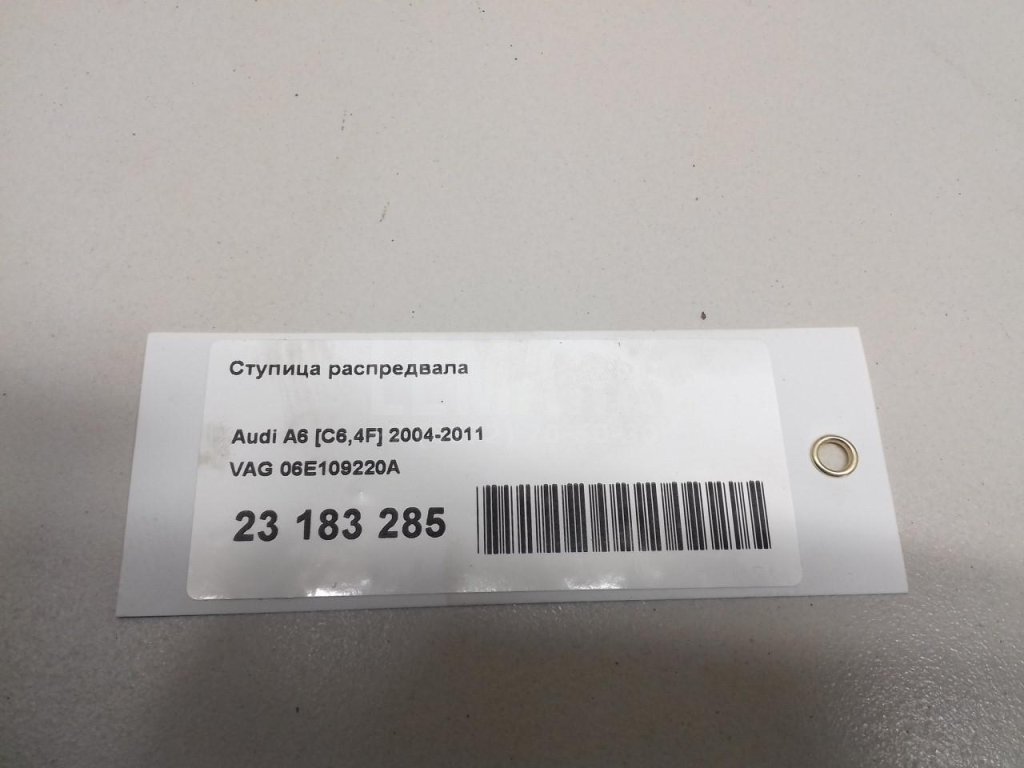 Ступица распредвала
Audi A6 [C6,4F] 2004-2011
VAG 06E109220A
23 183 285